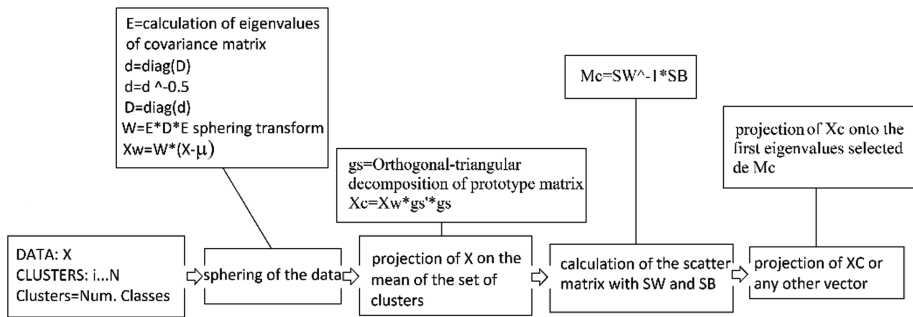 E=calculation of eigenvalues
of covariance matrix
d=diag(D)
d=d ^-0.5
D=diag(d)
W=E*D*E sphering transform
Xw=W*(X-μ)
Mc=SW^-1*SB
projection of Xc onto the
first eigenvalues selected
de Mc
gs=Orthogonal-triangular
decomposition of prototype matrix
Xc=Xw*gs'*gs
DATA: X
CLUSTERS: i...N
Clusters=Num. Classes
sphering of the data
projection of X on the
mean of the set of
clusters
calculation of the scatter
matrix with SW and SB
projection of XC or
any other vector